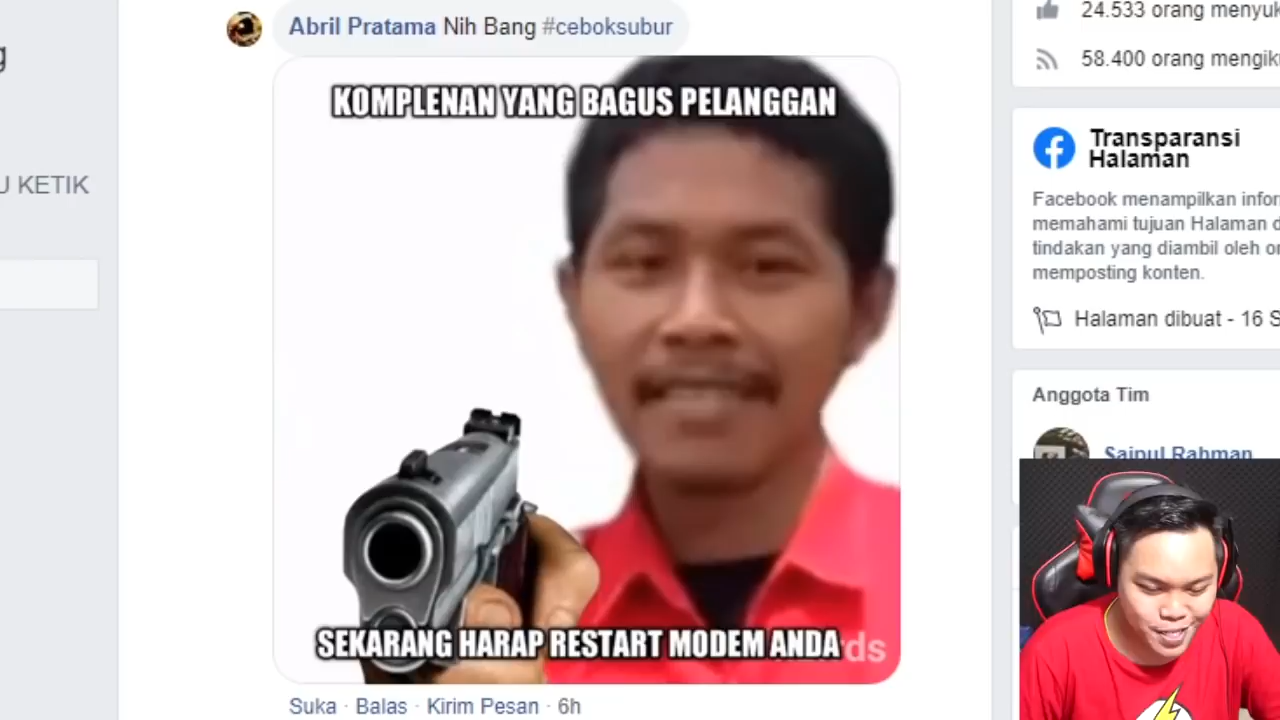 Abril Pratama Nih Bang #ceboksubur
KOMPLENAN YANG BAGUS PELANGGAN
SEKARANG HARAP RESTART MODEM ANDA
Suka · Balas · Kirim Pesan · 6h
U KETIK
24.533 orang menyuk
58.400 orang mengiku
Transparansi
Halaman
Facebook menampilkan infor
memahami tujuan Halaman d
tindakan yang diambil oleh or
memposting konten.
Halaman dibuat - 16 S
Anggota Tim
Saipul Rahman